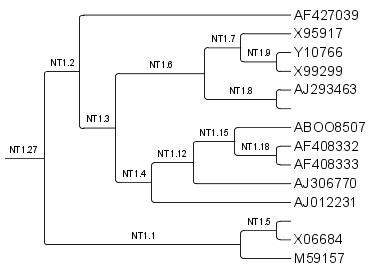 AF427039
X95917
NT1.7
Y10766
NT1.9
NT1.2
NT1.6
X99299
AJ293463
NT1.8
NT1.3
ABOO8507
NT1.15
AF408332
NT1.18
NT1.27
NT1.12
AF408333
NT1.4
AJ306770
AJ012231
NT1.5
NT1.1
X06684
M59157